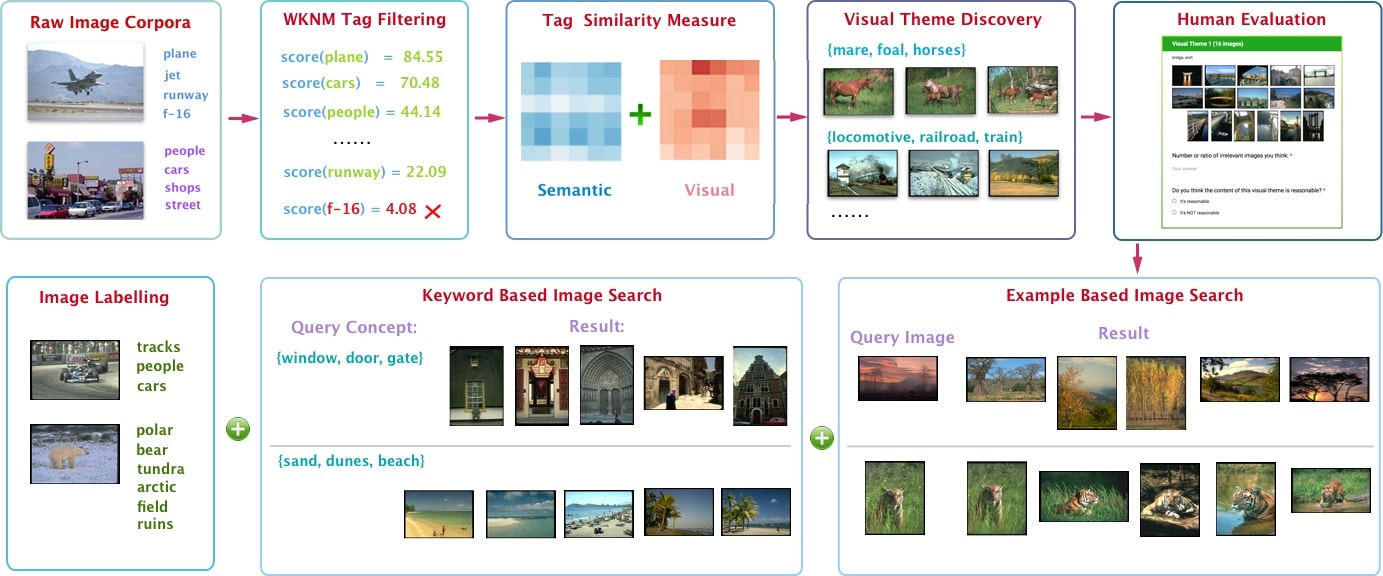 Raw Image Corpora
plane
jet
runway
f-16
people
cars
shops
street
WKNM Tag Filtering
score(plane) = 84.55
score(cars) = 70.48
score(people) = 44.14
......
score(runway) = 22.09
score(f-16) = 4.08
Tag Similarity Measure
Semantic
Visual
Visual Theme Discovery
{mare, foal, horses}
{locomotive, railroad, train}
......
Human Evaluation
Visual Theme 1 (16 images)
bridge, arch
Number or ratio of irrelevant images you think: *
Your answer
Do you think the content of this visual theme is reasonable? *
It's reasonable
It's NOT reasonable
Image Labelling
tracks
people
cars
polar
bear
tundra
arctic
field
ruins
Keyword Based Image Search
Query Concept:
Result:
{window, door, gate}
{sand, dunes, beach}
Example Based Image Search
Query Image
Result